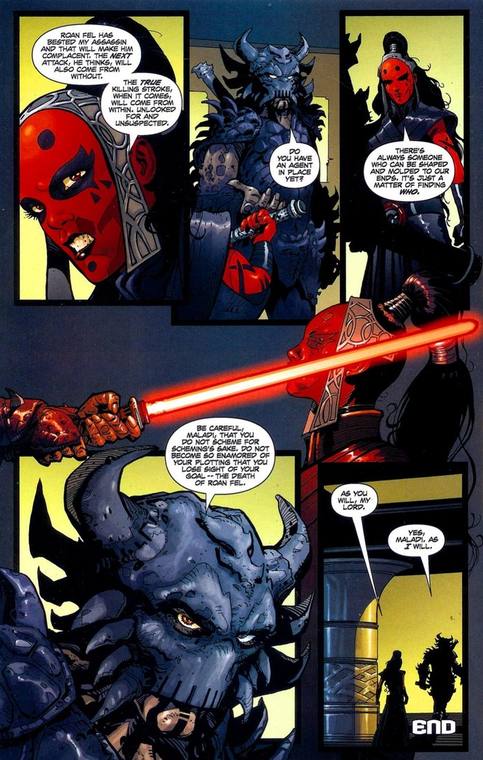 ROAN FEL HAS
BESTED MY ASSASSIN
AND THAT WILL MAKE HIM
COMPLACENT. THE NEXT
ATTACK, HE THINKS, WILL
ALSO COME FROM
WITHOUT.
THE TRUE
KILLING STROKE,
WHEN IT COMES,
WILL COME FROM
WITHIN. UNLOOKED
FOR AND
UNSUSPECTED.
DO
YOU HAVE
AN AGENT
IN PLACE
YET?
THERE'S
ALWAYS SOMEONE
WHO CAN BE SHAPED
AND MOLDED TO OUR
ENDS. IT'S JUST A
MATTER OF FINDING
WHO.
BE CAREFUL,
MALADI, THAT YOU
DO NOT SCHEME FOR
SCHEMING'S SAKE. DO NOT
BECOME SO ENAMORED OF
YOUR PLOTTING THAT YOU
LOSE SIGHT OF YOUR
GOAL -- THE DEATH
OF ROAN FEL.
AS YOU
WILL, MY
LORD.
YES,
MALADI. AS
I WILL.
END